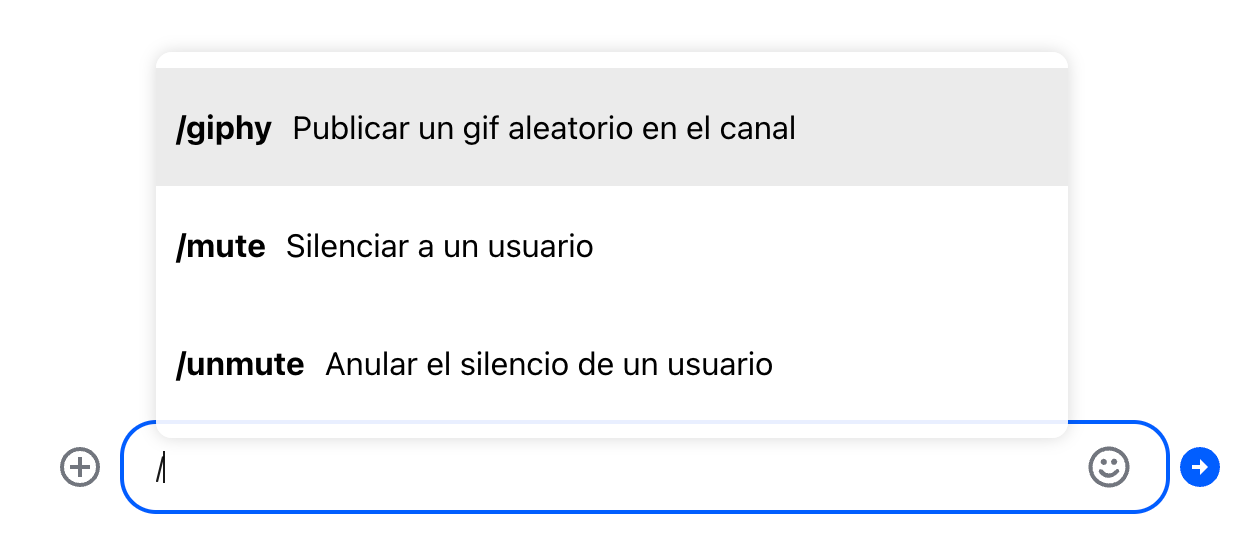 /giphy Publicar un gif aleatorio en el canal
/mute Silenciar a un usuario
/unmute Anular el silencio de un usuario
/